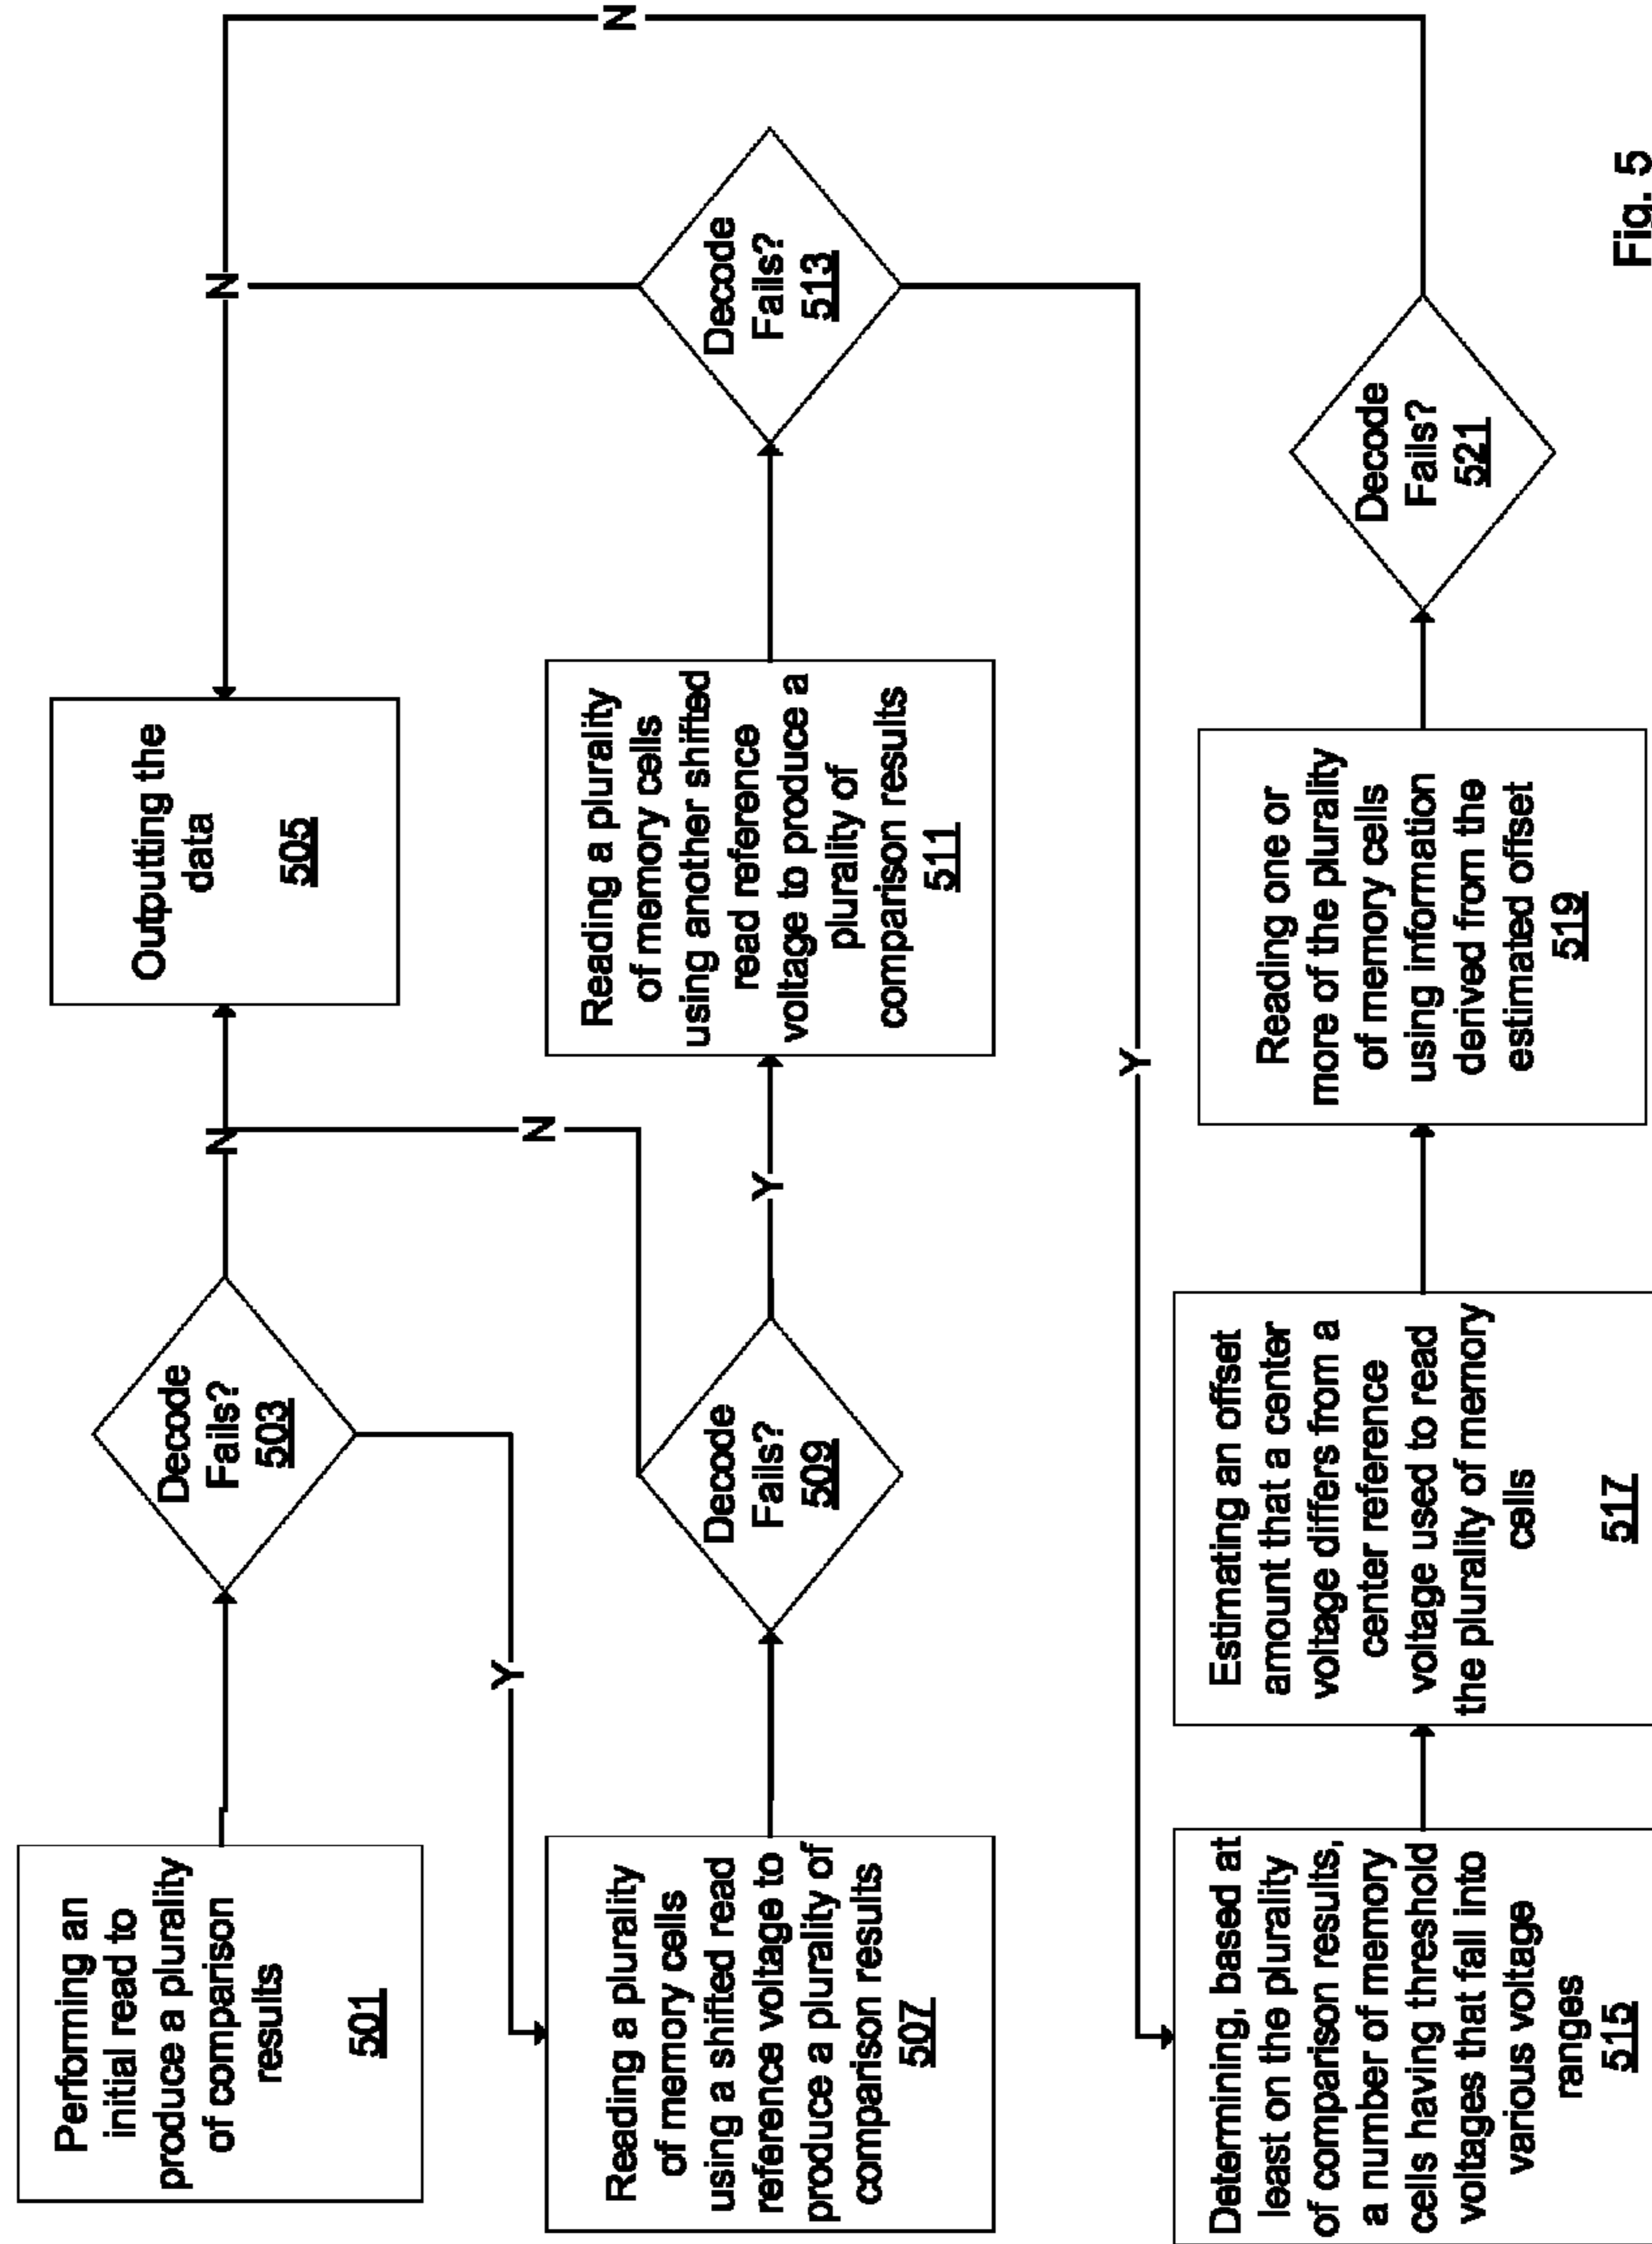 Performing an
initial read to
produce a plurality
of comparison
results
501
Decode
Fails?
503
N
Outputting the
data
505
N
N
Y
N
Reading a plurality
of memory cells
using a shifted read
reference voltage to
produce a plurality of
comparison results
507
Decode
Fails?
509
Y
Reading a plurality
of memory cells
using another shifted
read reference
voltage to produce a
plurality of
comparison results
511
Decode
Fails?
513
Y
Determining, based at
least on the plurality
of comparison results,
a number of memory
cells having threshold
voltages that fall into
various voltage
ranges
515
Estimating an offset
amount that a center
voltage differs from a
center reference
voltage used to read
the plurality of memory
cells
517
Reading one or
more of the plurality
of memory cells
using information
derived from the
estimated offset
519
Decode
Fails?
521
Fig. 5